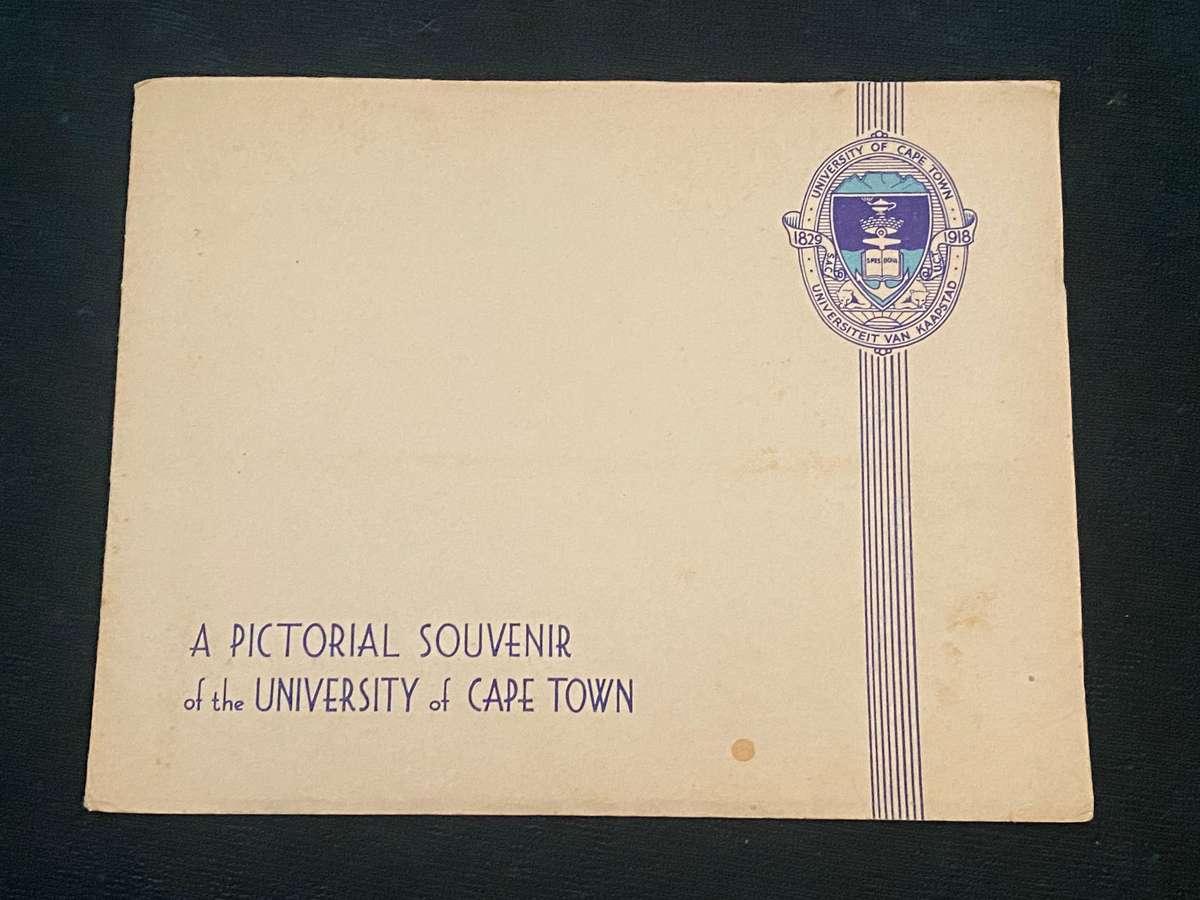 UNIVERSITY OF CAPE TOWN
1829 1918
S.A.C. U.C.T.
SPES BONA
UNIVERSITEIT VAN KAAPSTAD
A PICTORIAL SOUVENIR
of the UNIVERSITY of CAPE TOWN